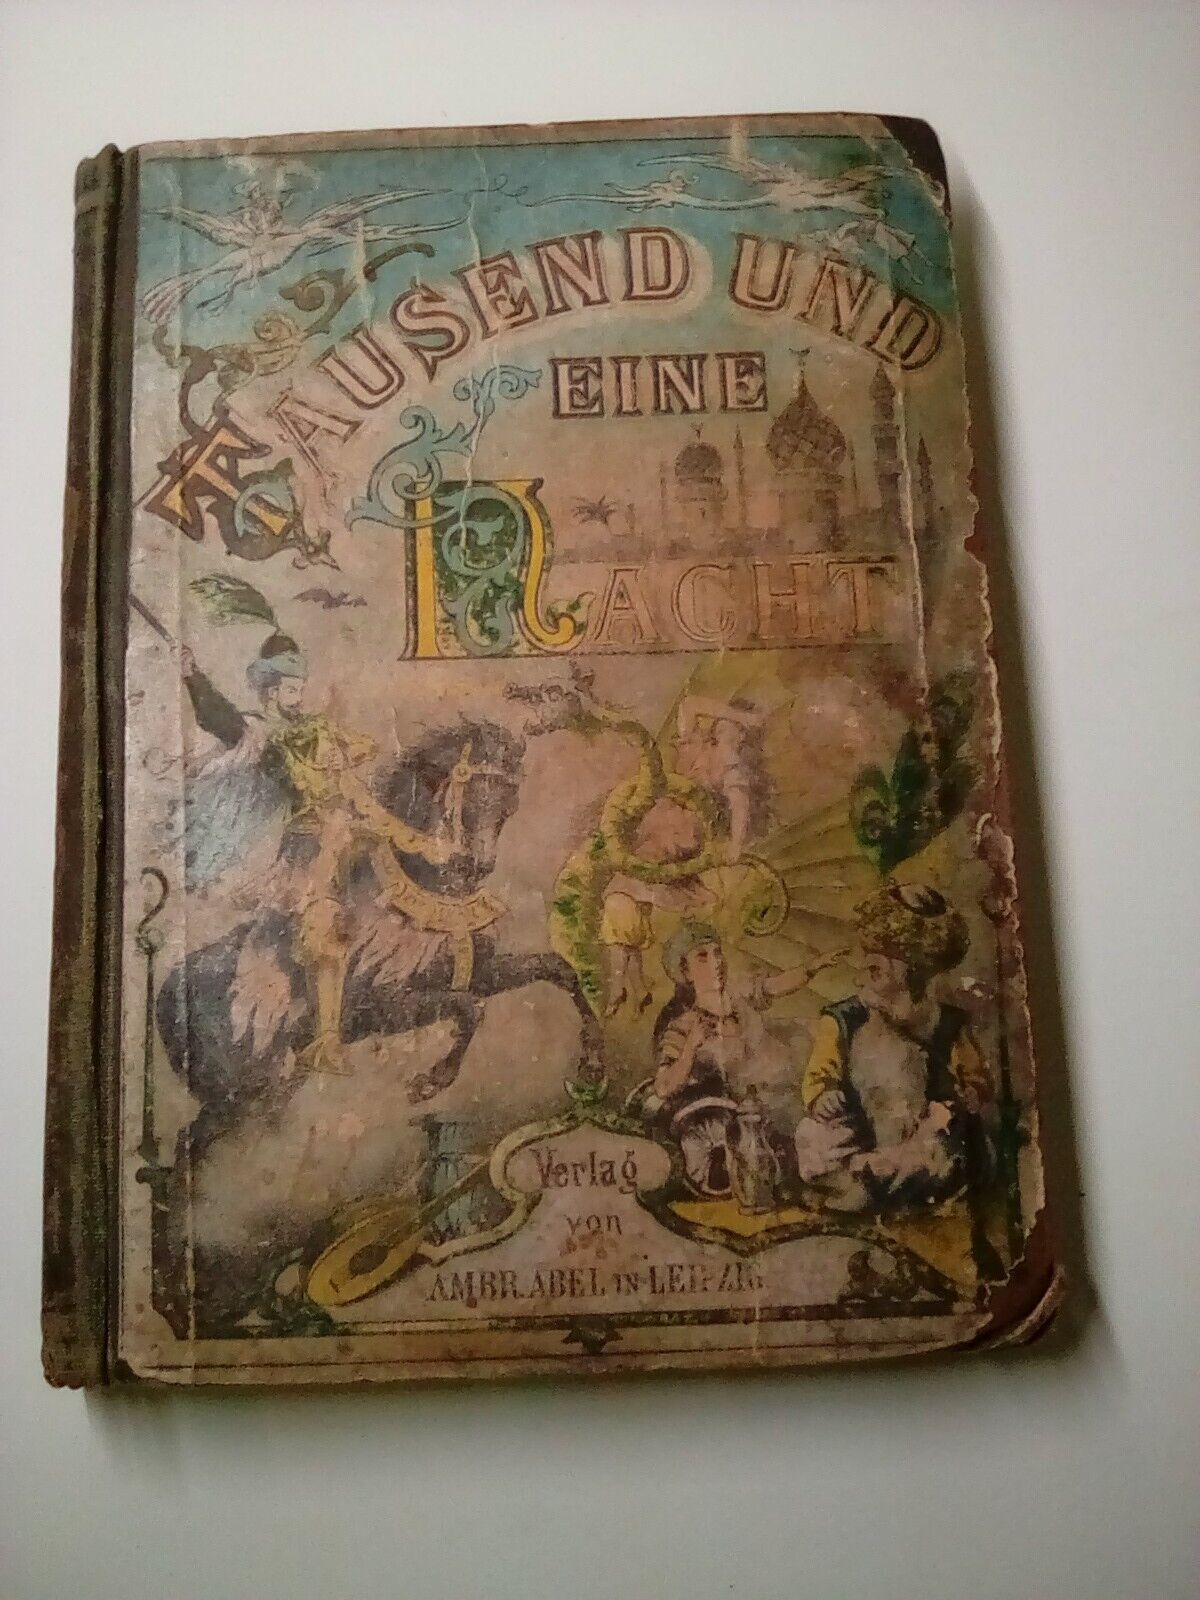 TAUSEND UND
EINE
NACHT
Verlag
von
AMBR. ABEL IN LEIPZIG